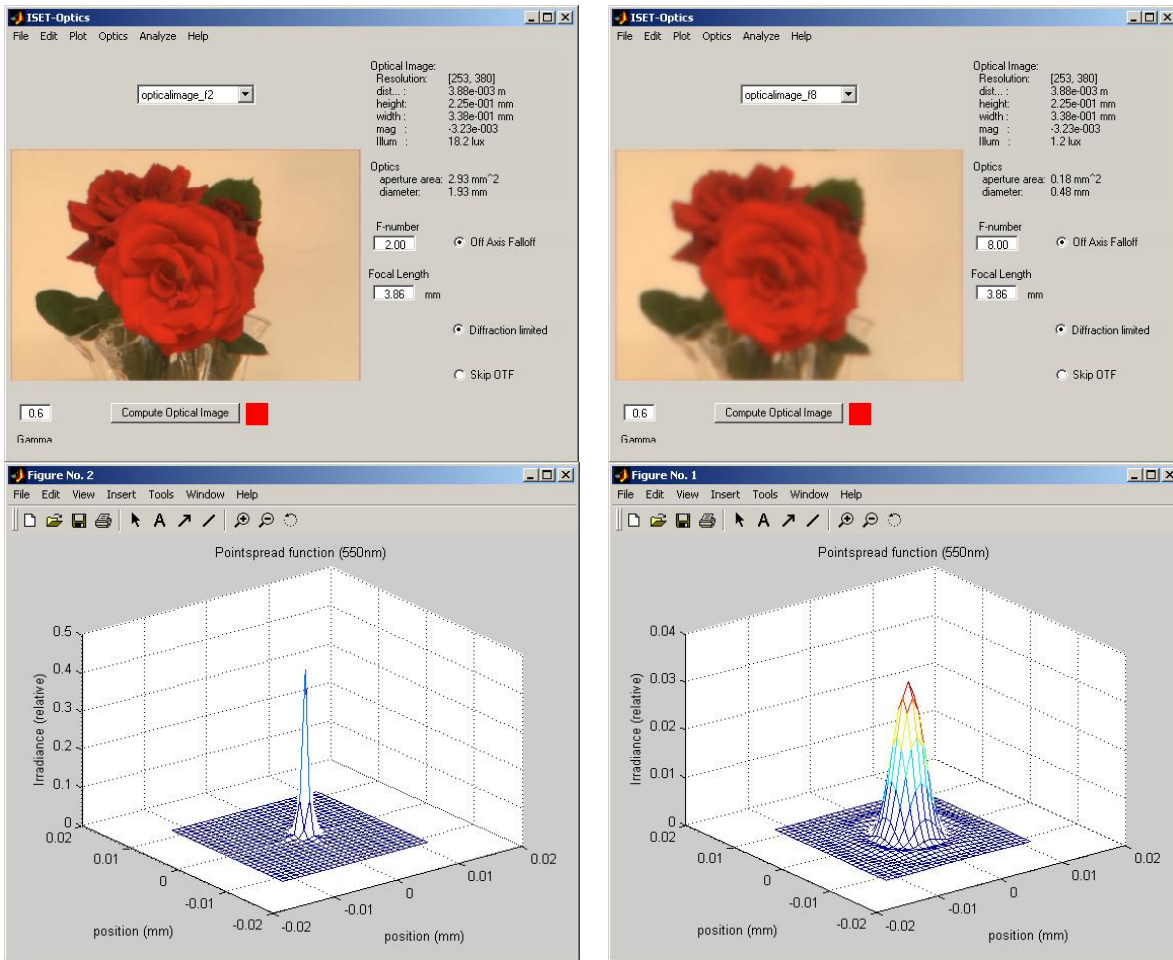 ISET-Optics
File Edit Plot Optics Analyze Help
opticalimage_f2
Optical Image:
Resolution: [253, 380]
dist... : 3.88e-003 m
height: 2.25e-001 mm
width : 3.38e-001 mm
mag : -3.23e-003
Illum : 18.2 lux
Optics
aperture area: 2.93 mm^2
diameter: 1.93 mm
F-number
2.00
Off Axis Falloff
Focal Length
3.86 mm
Diffraction limited
Skip OTF
0.6
Compute Optical Image
Gamma
ISET-Optics
File Edit Plot Optics Analyze Help
opticalimage_f8
Optical Image:
Resolution: [253, 380]
dist... : 3.88e-003 m
height: 2.25e-001 mm
width : 3.38e-001 mm
mag : -3.23e-003
Illum : 1.2 lux
Optics
aperture area: 0.18 mm^2
diameter: 0.48 mm
F-number
8.00
Off Axis Falloff
Focal Length
3.86 mm
Diffraction limited
Skip OTF
0.6
Compute Optical Image
Gamma
Figure No. 2
File Edit View Insert Tools Window Help
A
Pointspread function (550nm)
Irradiance (relative)
0.5
0.4
0.3
0.2
0.1
0
0.02
0.01
0
-0.01
-0.02
position (mm)
-0.02
-0.01
0
0.01
0.02
position (mm)
Figure No. 1
File Edit View Insert Tools Window Help
A
Pointspread function (550nm)
Irradiance (relative)
0.04
0.03
0.02
0.01
0
0.02
0.01
0
-0.01
-0.02
position (mm)
-0.02
-0.01
0
0.01
0.02
position (mm)